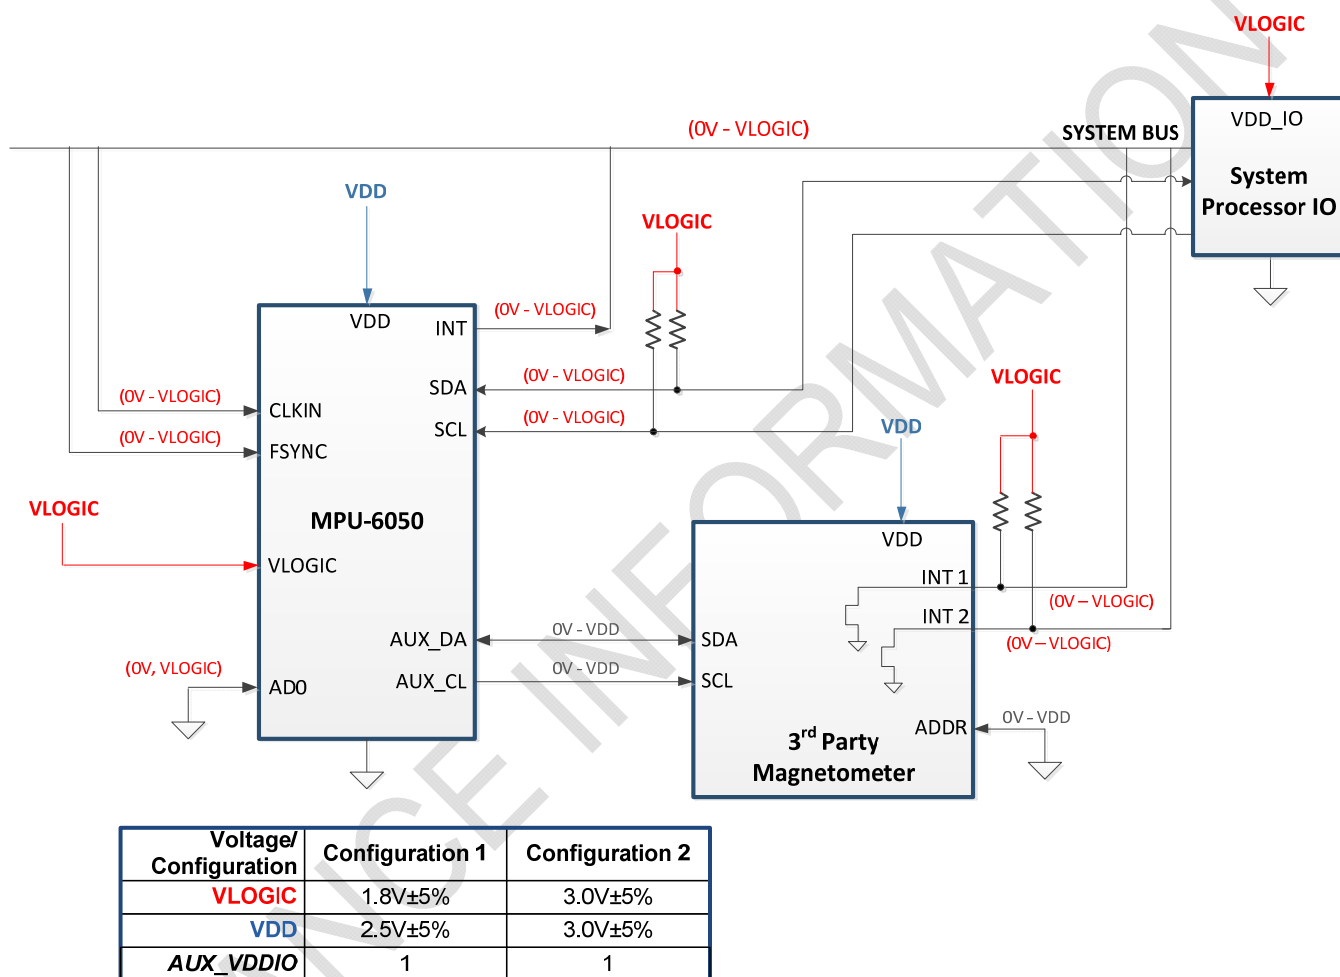 VLOGIC
(0V - VLOGIC)
SYSTEM BUS
VDD_IO
System
Processor IO
VDD
VLOGIC
VDD
INT
(0V - VLOGIC)
SDA
(0V - VLOGIC)
SCL
(0V - VLOGIC)
(0V - VLOGIC)
CLKIN
(0V - VLOGIC)
FSYNC
VLOGIC
MPU-6050
VLOGIC
VLOGIC
VDD
VDD
INT 1
(0V – VLOGIC)
INT 2
(0V – VLOGIC)
AUX_DA
0V - VDD
SDA
AUX_CL
0V - VDD
SCL
(0V, VLOGIC)
AD0
ADDR
0V - VDD
3rd Party
Magnetometer
Voltage/
Configuration
Configuration 1
Configuration 2
VLOGIC 1.8V±5% 3.0V±5%
VDD 2.5V±5% 3.0V±5%
AUX_VDDIO 1 1
ANCE INFORMATION